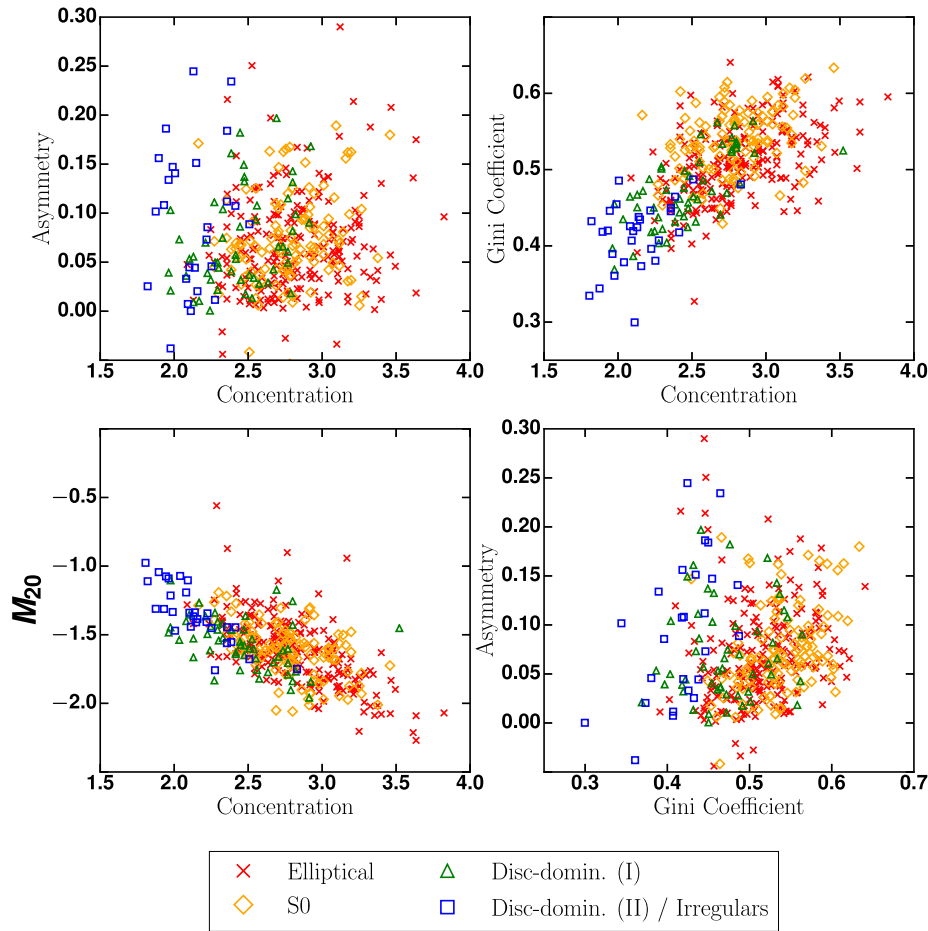 0.30
0.25
0.20
0.15
0.10
0.05
0.00
Asymmetry
1.5 2.0 2.5 3.0 3.5 4.0
Concentration
0.6
0.5
0.4
0.3
Gini Coefficient
1.5 2.0 2.5 3.0 3.5 4.0
Concentration
−0.5
−1.0
−1.5
−2.0
M20
1.5 2.0 2.5 3.0 3.5 4.0
Concentration
0.30
0.25
0.20
0.15
0.10
0.05
0.00
Asymmetry
0.3 0.4 0.5 0.6 0.7
Gini Coefficient
Elliptical
S0
Disc-domin. (I)
Disc-domin. (II) / Irregulars